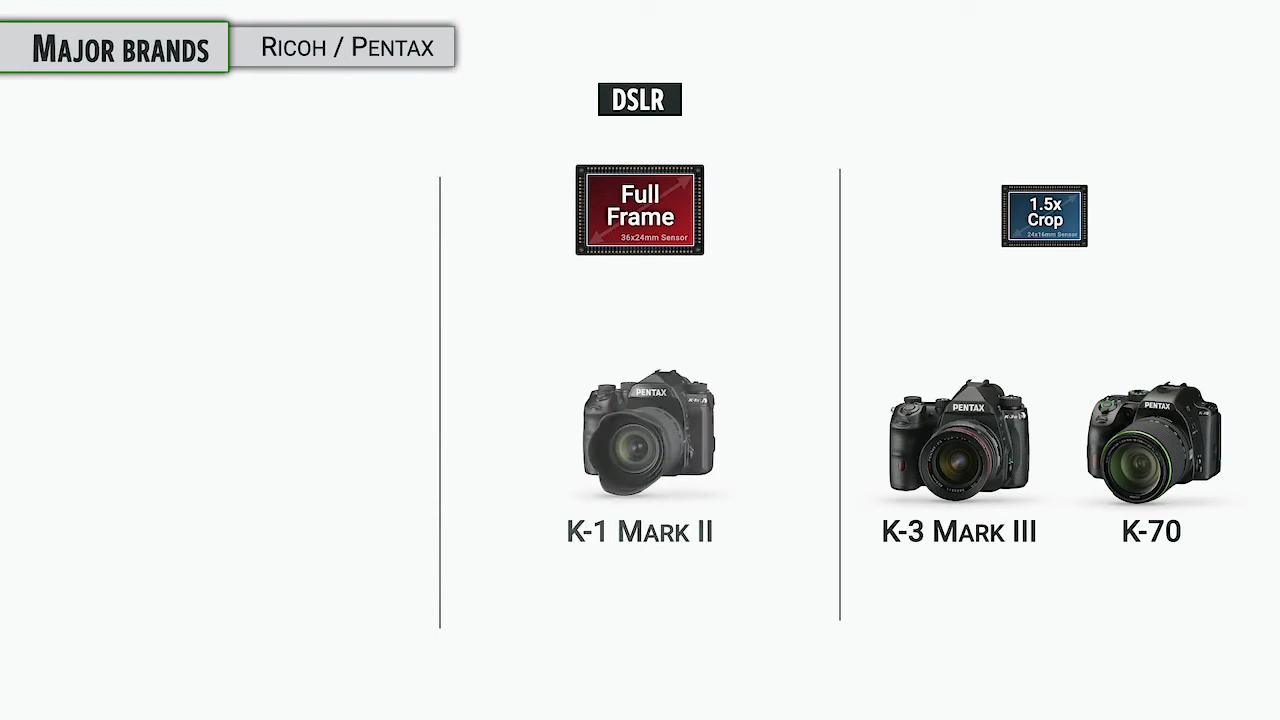 MAJOR BRANDS
RICOH / PENTAX
DSLR
Full
Frame
36x24mm Sensor
1.5x
Crop
24x16mm Sensor
PENTAX
PENTAX
PENTAX
K-1 MARK II
K-3 MARK III
K-70